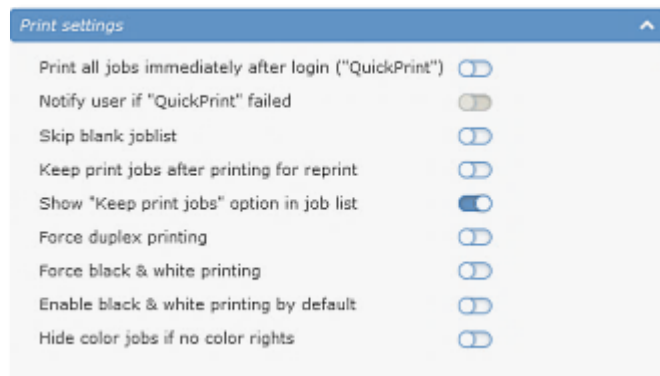 Print settings
Print all jobs immediately after login ("QuickPrint")
Notify user if "QuickPrint" failed
Skip blank joblist
Keep print jobs after printing for reprint
Show "Keep print jobs" option in job list
Force duplex printing
Force black & white printing
Enable black & white printing by default
Hide color jobs if no color rights